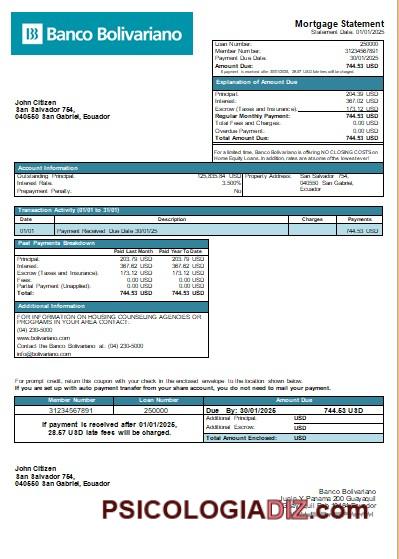 Banco Bolivariano
Mortgage Statement
Statement Date: 01/01/2025
Loan Number: 250000
Member Number: 31234567891
Payment Due Date: 30/01/2025
Amount Due: 744.53 USD
If payment is received after 30/01/2025, 28.57 USD late fees will be charged.
Explanation of Amount Due
Principal: 204.39 USD
Interest: 367.02 USD
Escrow (Taxes and Insurance): 173.12 USD
Regular Monthly Payment: 744.53 USD
Total Fees and Charges: 0.00 USD
Overdue Payment: 0.00 USD
Total Amount Due: 744.53 USD
For a limited time, Banco Bolivariano is offering NO CLOSING COSTS on
Home Equity Loans. In addition, rates are at some of the lowest ever!
John Citizen
San Salvador 754,
040550 San Gabriel, Ecuador
Account Information
Outstanding Principal: 125,835.84 USD
Interest Rate: 3.500%
Prepayment Penalty: No
Property Address: San Salvador 754,
040550 San Gabriel,
Ecuador
Transaction Activity (01/01 to 31/01)
Date Description Charges Payments
01/01 Payment Received Due Date 30/01/25 744.53 USD
Past Payments Breakdown
Paid Last Month Paid Year To Date
Principal: 203.79 USD 203.79 USD
Interest: 367.62 USD 367.62 USD
Escrow (Taxes and Insurance): 173.12 USD 173.12 USD
Fees: 0.00 USD 0.00 USD
Partial Payment (Unapplied): 0.00 USD 0.00 USD
Total: 744.53 USD 744.53 USD
Additional Information
FOR INFORMATION ON HOUSING COUNSELING AGENCIES OR
PROGRAMS IN YOUR AREA CONTACT:
(04) 230-5000
www.bolivariano.com
Contact the Banco Bolivariano at: (04) 230-5000
info@bolivariano.com
For prompt credit, return this coupon with your check in the enclosed envelope to the location shown below.
If you are set up with auto payment transfer from your share account, you do not need to mail your payment.
Member Number Loan Number Amount Due
31234567891 250000 Due By: 30/01/2025 744.53 USD
If payment is received after 01/01/2025,
28.57 USD late fees will be charged.
Additional Principal: USD
Additional Escrow: USD
Total Amount Enclosed: USD
John Citizen
San Salvador 754,
040550 San Gabriel, Ecuador
Banco Bolivariano
Junin Y Panama 200 Guayaquil
PSICOLOGIADIZ.com